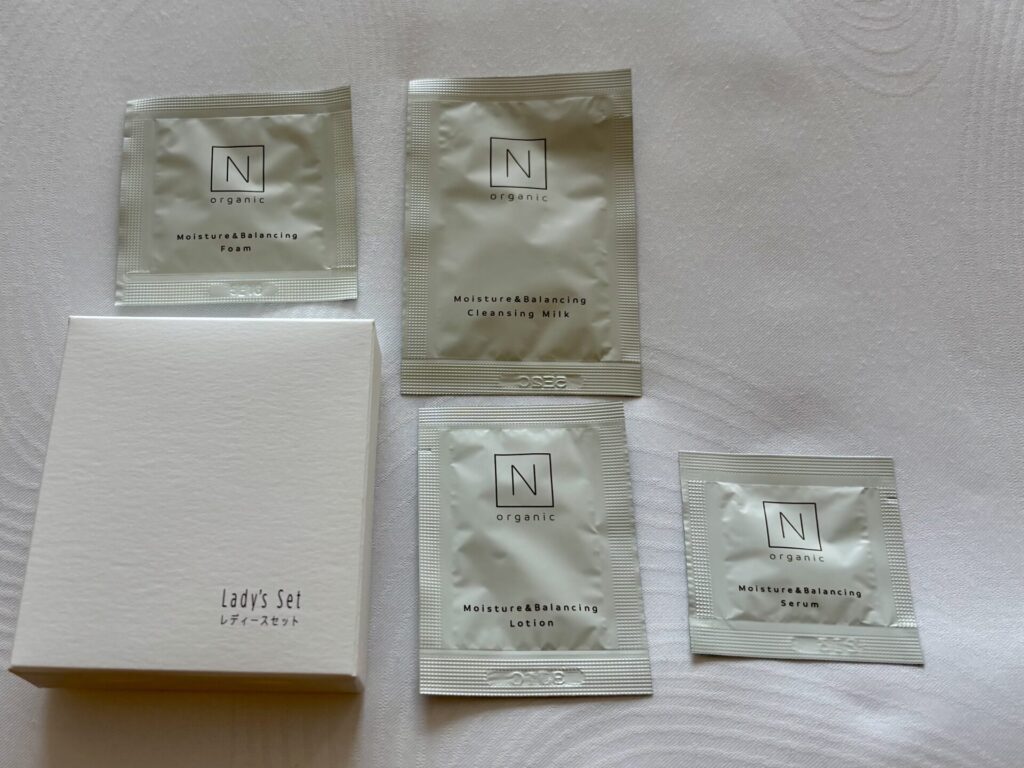 N
organic
Moisture&Balancing
Foam
N
organic
Moisture&Balancing
Cleansing Milk
Lady's Set
レディースセット
N
organic
Moisture&Balancing
Lotion
N
organic
Moisture&Balancing
Serum